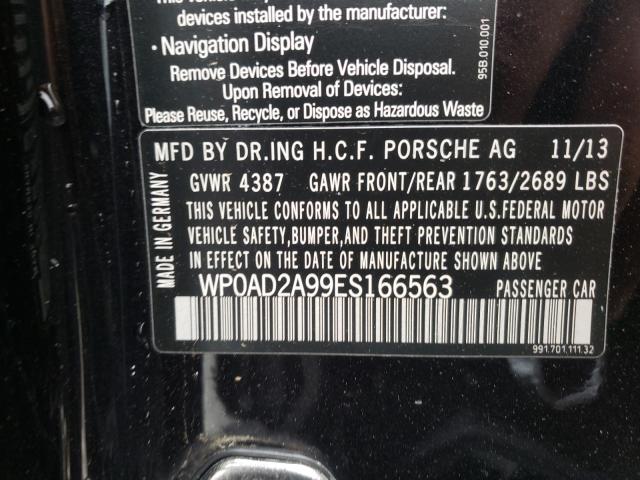 This Vehicle
devices installed by the manufacturer:
• Navigation Display
Remove Devices Before Vehicle Disposal.
Upon Removal of Devices:
Please Reuse, Recycle, or Dispose as Hazardous Waste
95B.010.001
MFD BY DR.ING H.C.F. PORSCHE AG 11/13
GVWR 4387 GAWR FRONT/REAR 1763/2689 LBS
THIS VEHICLE CONFORMS TO ALL APPLICABLE U.S.FEDERAL MOTOR
VEHICLE SAFETY,BUMPER,AND THEFT PREVENTION STANDARDS
IN EFFECT ON THE DATE OF MANUFACTURE SHOWN ABOVE.
WP0AD2A99ES166563 PASSENGER CAR
991.701.111.32
MADE IN GERMANY